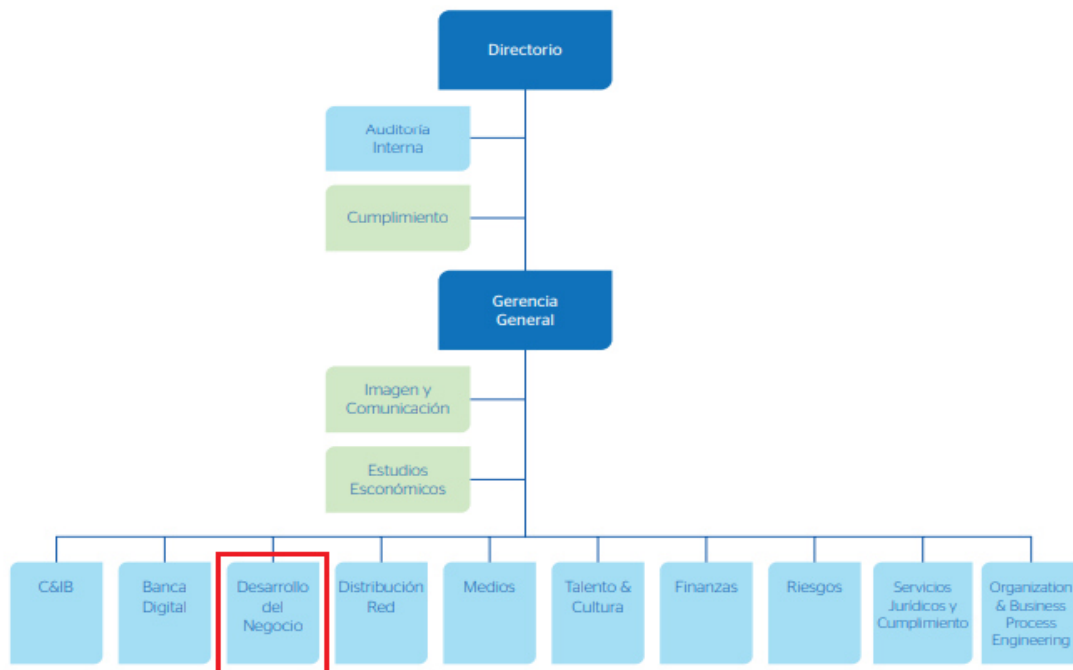 Directorio
Auditoría
Interna
Cumplimiento
Gerencia
General
Imagen y
Comunicación
Estudios
Esconómicos
C&IB
Banca
Digital
Desarrollo
del
Negocio
Distribución
Red
Medios
Talento &
Cultura
Finanzas
Riesgos
Servicios
Jurídicos y
Cumplimiento
Organization
& Business
Process
Engineering